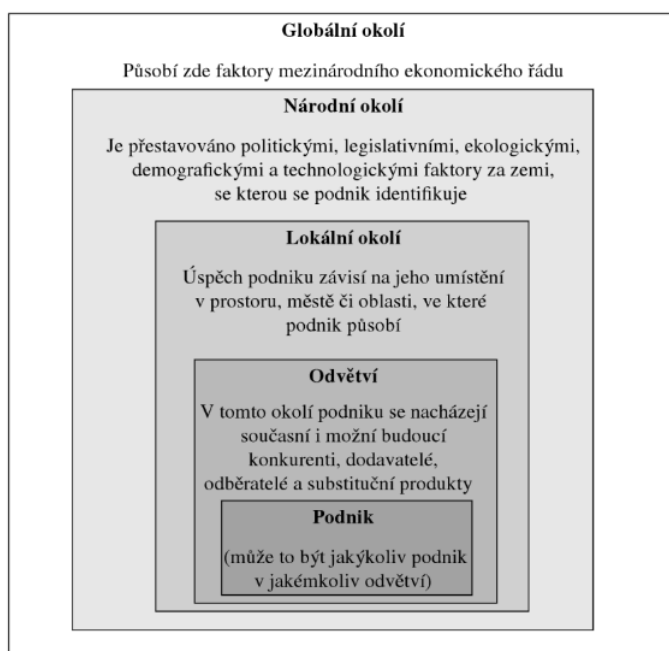 Globální okolí
Působí zde faktory mezinárodního ekonomického řádu
Národní okolí
Je přestavováno politickými, legislativními, ekologickými,
demografickými a technologickými faktory za zemi,
se kterou se podnik identifikuje
Lokální okolí
Úspěch podniku závisí na jeho umístění
v prostoru, městě či oblasti, ve které
podnik působí
Odvětví
V tomto okolí podniku se nacházejí
současní i možní budoucí
konkurenti, dodavatelé,
odběratelé a substituční produkty
Podnik
(může to být jakýkoliv podnik
v jakémkoliv odvětví)